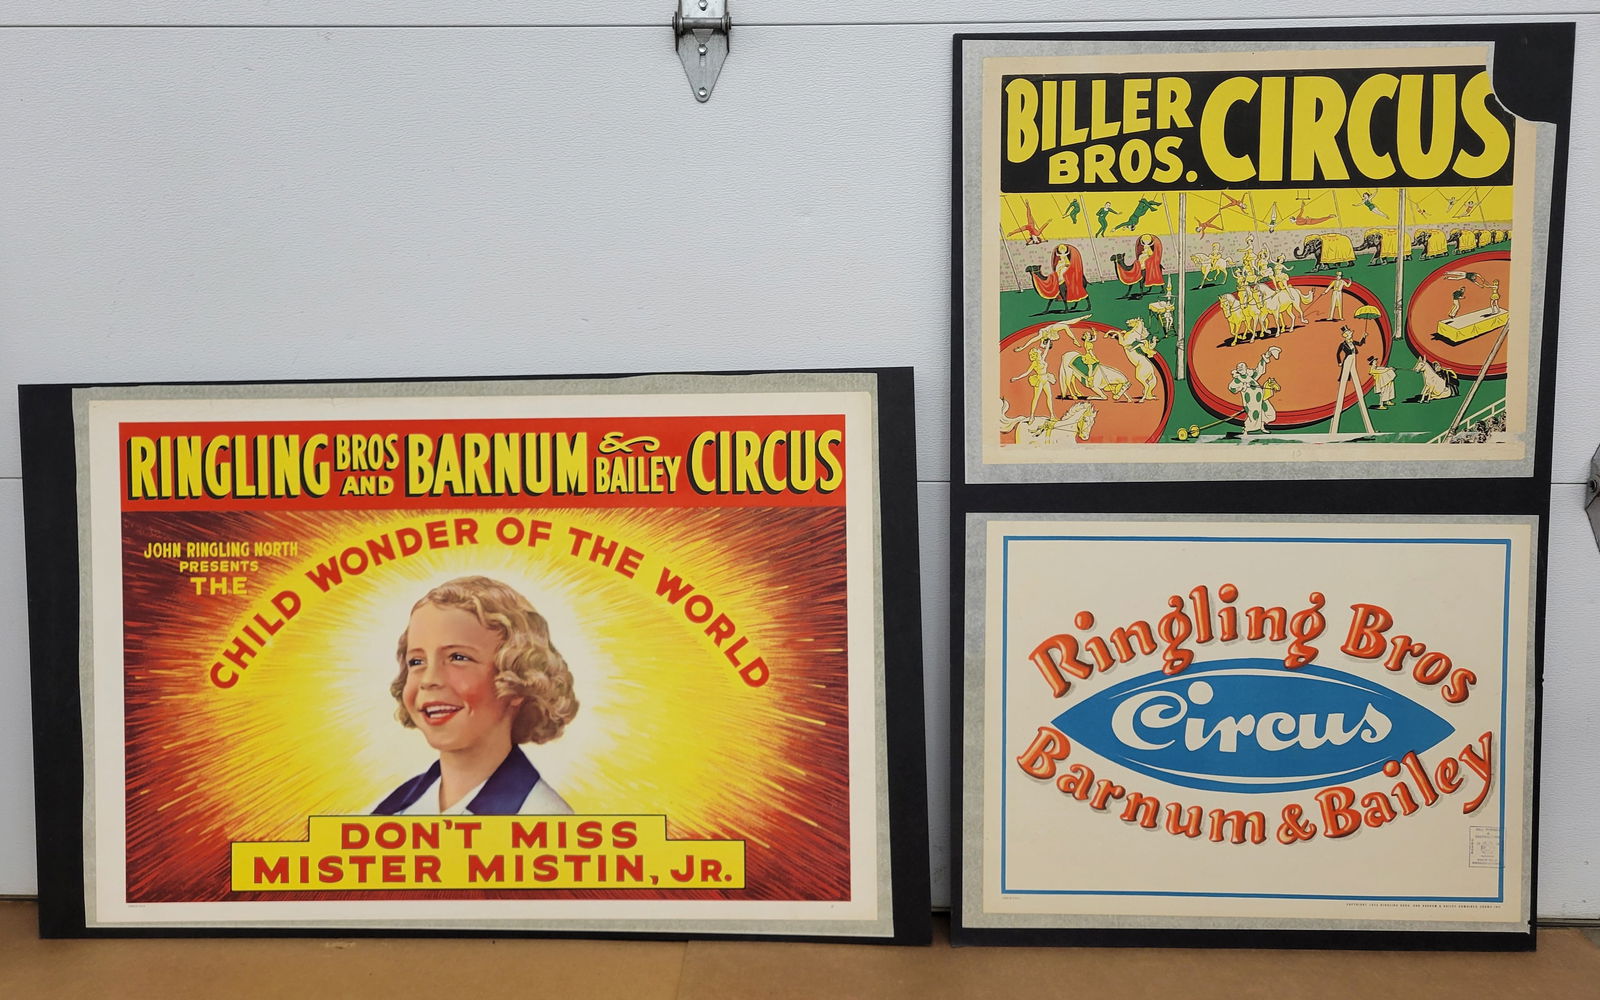 RINGLING BROS AND BARNUM & BAILEY CIRCUS
JOHN RINGLING NORTH
PRESENTS
THE
CHILD WONDER OF THE WORLD
DON'T MISS
MISTER MISTIN, JR.
BILLER BROS. CIRCUS
Ringling Bros
Circus
Barnum & Bailey